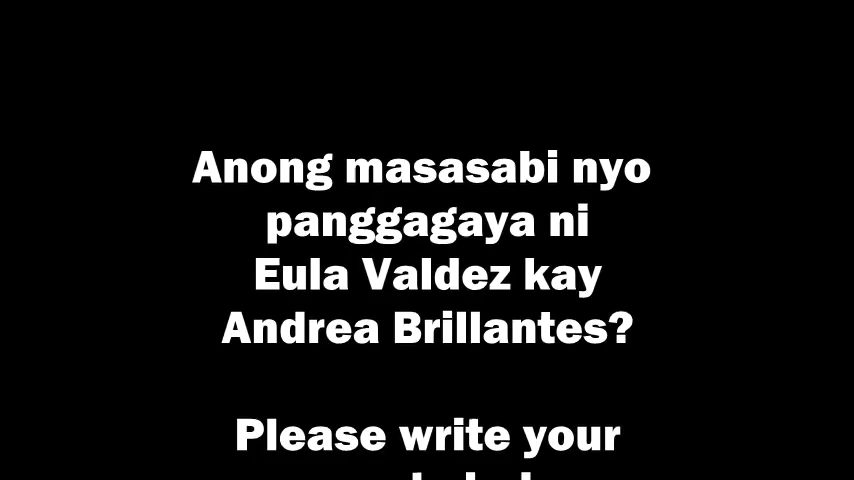 Anong masasabi nyo
panggagaya ni
Eula Valdez kay
Andrea Brillantes?
Please write your